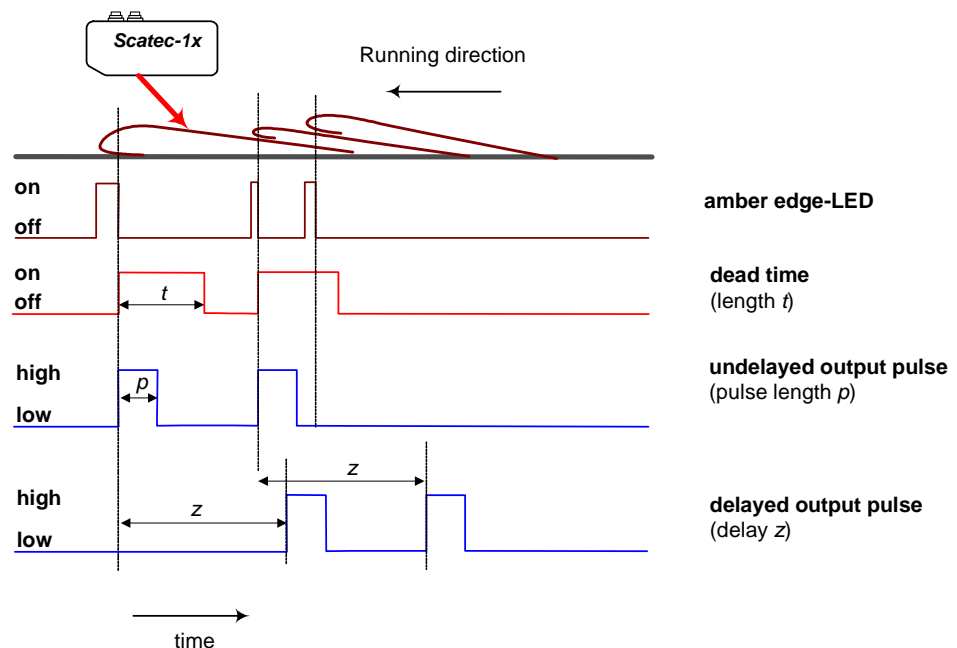 Scatec-1x
Running direction
on
off
amber edge-LED
on
off
t
dead time
(length t)
high
low
p
undelayed output pulse
(pulse length p)
high
low
z
z
delayed output pulse
(delay z)
time